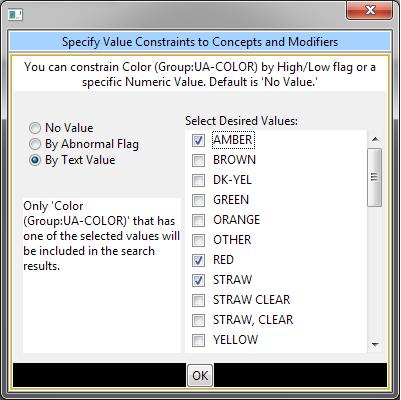 Specify Value Constraints to Concepts and Modifiers
You can constrain Color (Group:UA-COLOR) by High/Low flag or a
specific Numeric Value. Default is 'No Value.'
No Value
By Abnormal Flag
By Text Value
Only 'Color
(Group:UA-COLOR)' that has
one of the selected values will
be included in the search
results.
Select Desired Values:
AMBER
BROWN
DK-YEL
GREEN
ORANGE
OTHER
RED
STRAW
STRAW CLEAR
STRAW, CLEAR
YELLOW
OK